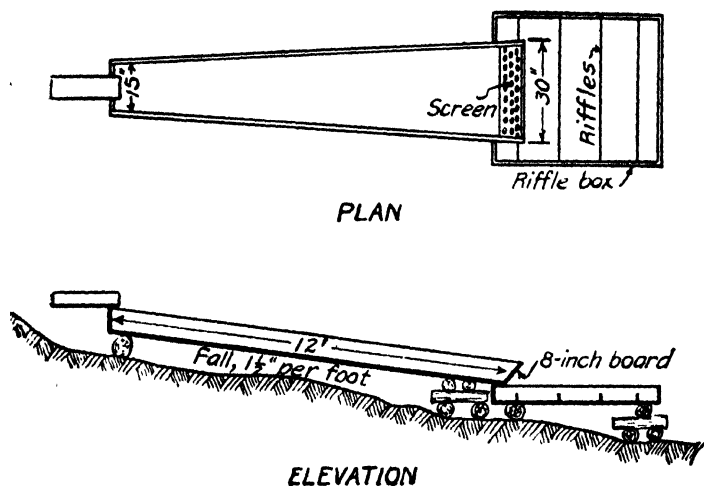 15"
Screen
30"
Riffles
Riffle box
PLAN
12'
Fall, 1½" per foot
8-inch board
ELEVATION